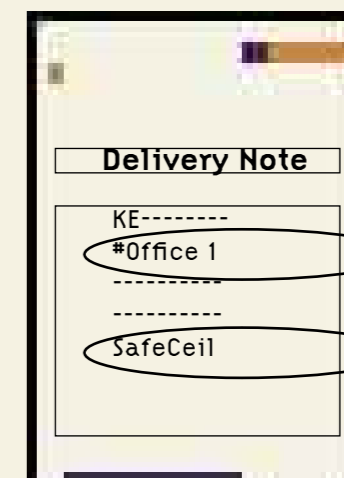 Delivery Note
KE--------
#Office 1
----------
----------
SafeCeil